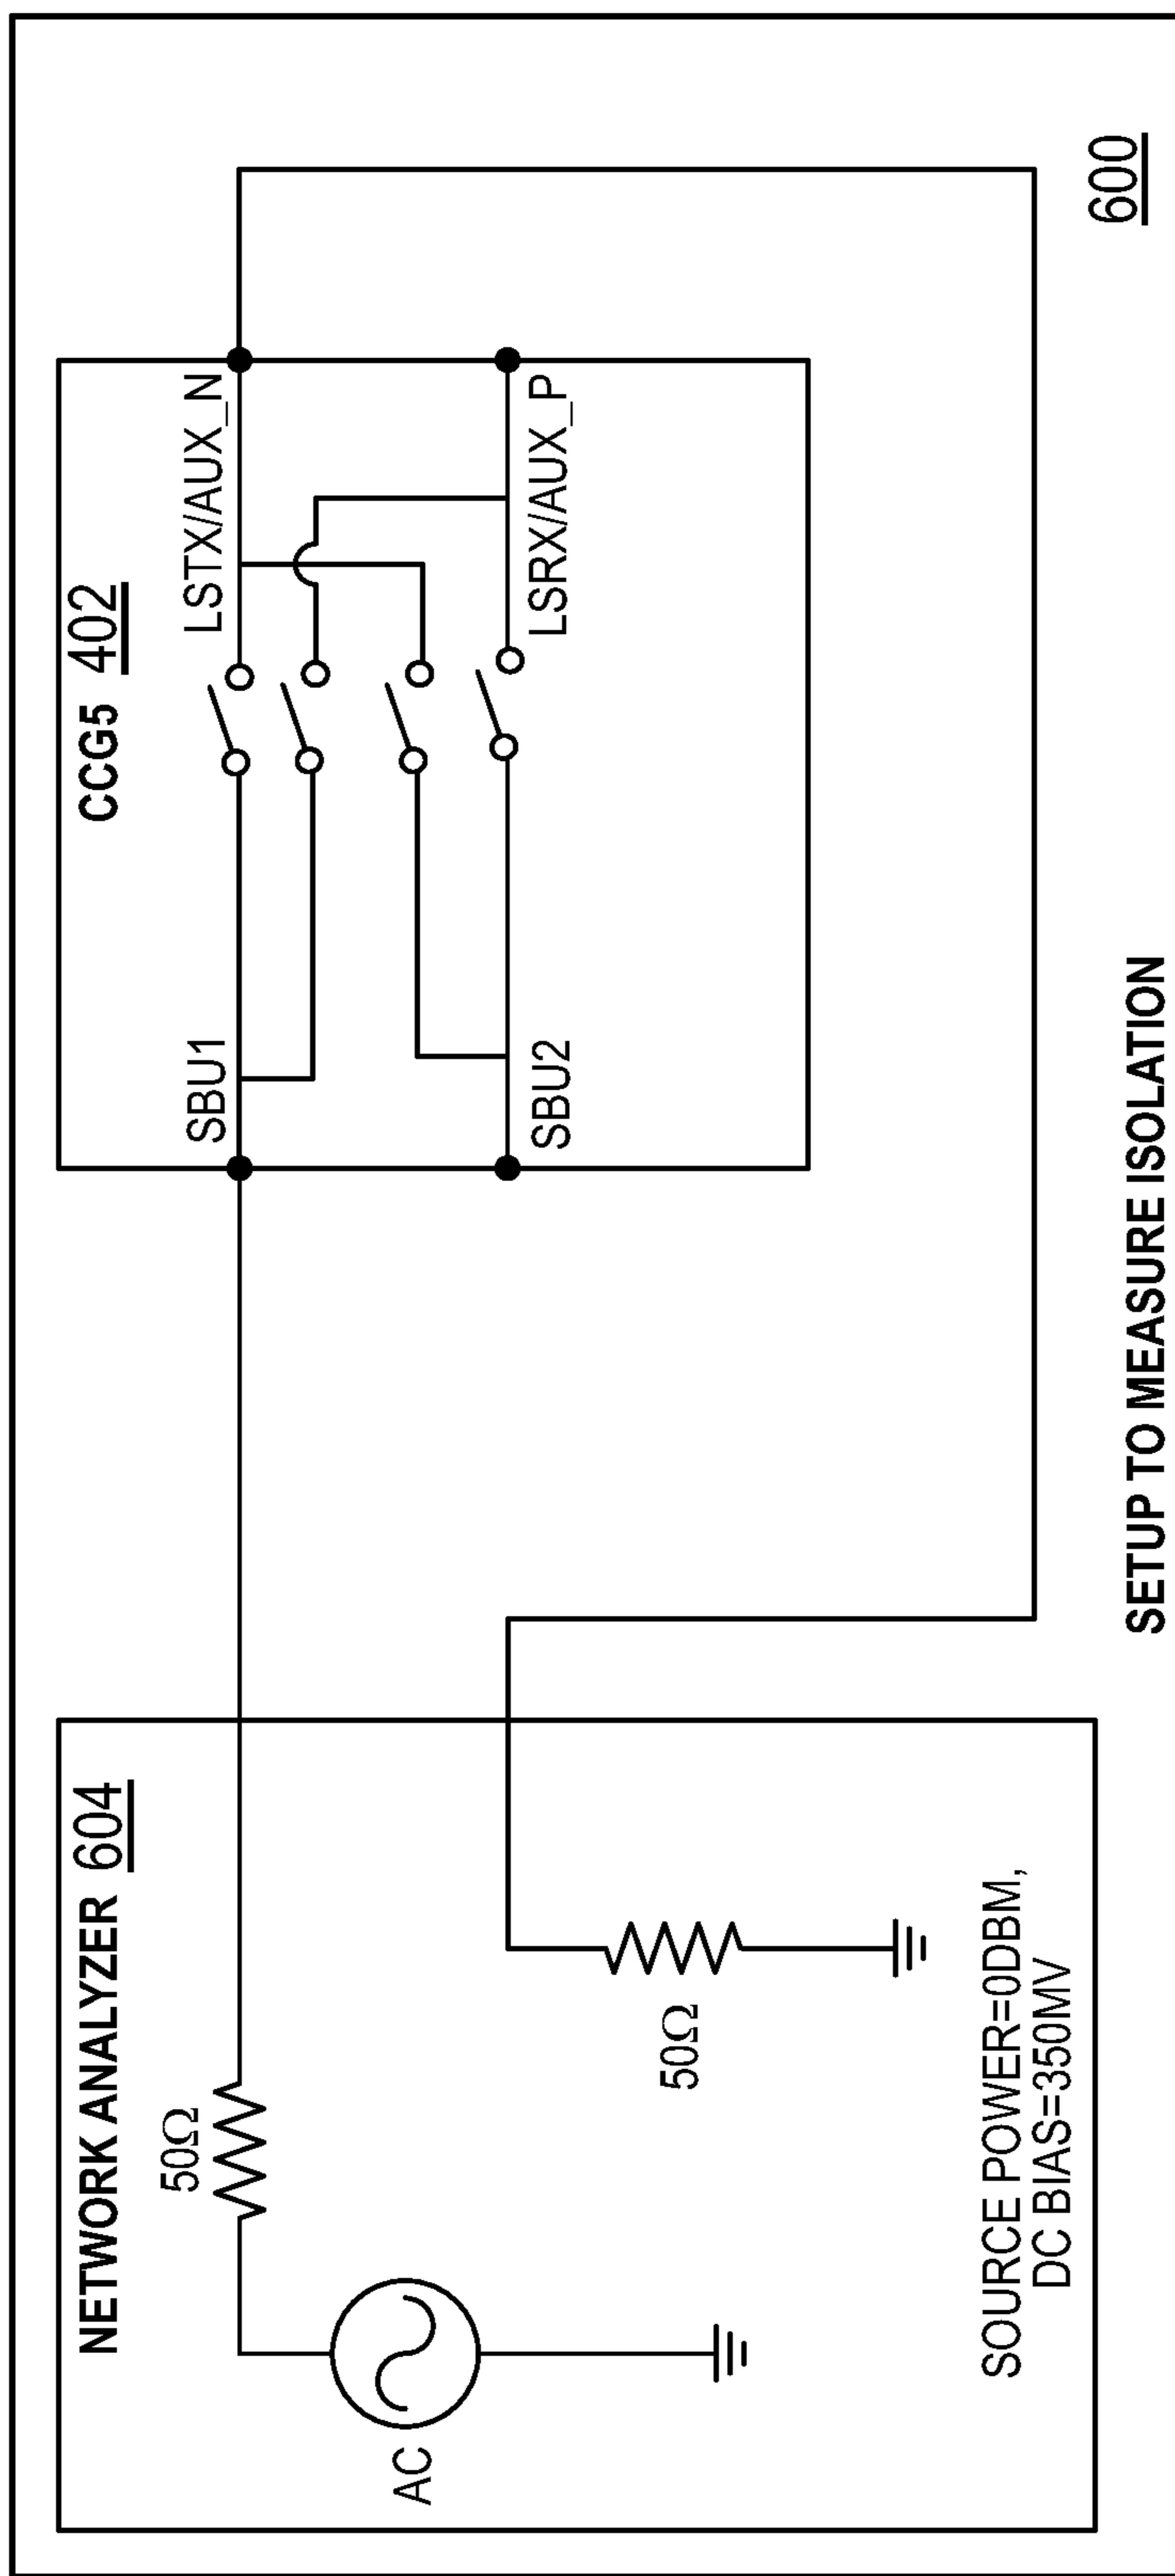 NETWORK ANALYZER 604
50Ω
AC
50Ω
SOURCE POWER=0DBM,
DC BIAS=350MV
CCG5 402
SBU1
LSTX/AUX_N
SBU2
LSRX/AUX_P
600
SETUP TO MEASURE ISOLATION